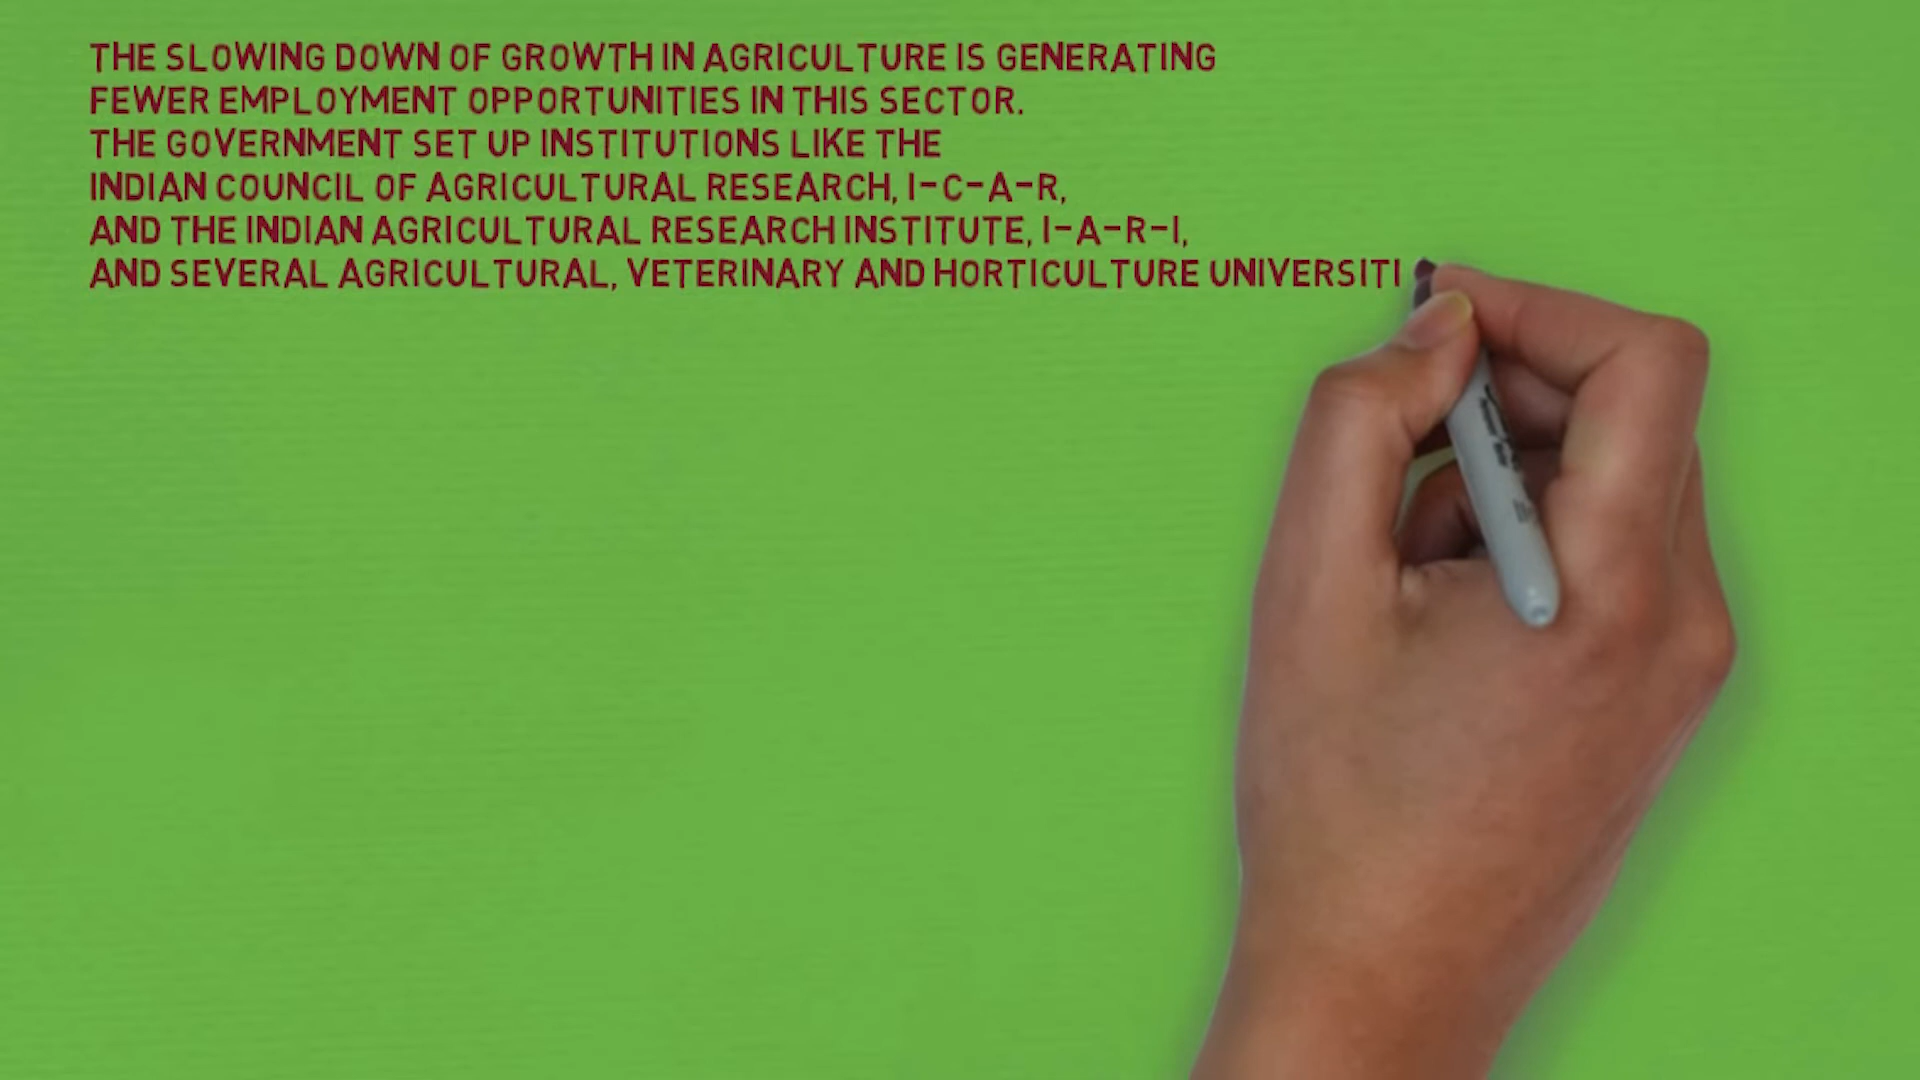 THE SLOWING DOWN OF GROWTH IN AGRICULTURE IS GENERATING
FEWER EMPLOYMENT OPPORTUNITIES IN THIS SECTOR.
THE GOVERNMENT SET UP INSTITUTIONS LIKE THE
INDIAN COUNCIL OF AGRICULTURAL RESEARCH, I-C-A-R,
AND THE INDIAN AGRICULTURAL RESEARCH INSTITUTE, I-A-R-I,
AND SEVERAL AGRICULTURAL, VETERINARY AND HORTICULTURE UNIVERSITI